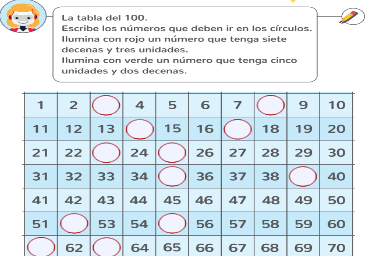 La tabla del 100.
Escribe los números que deben ir en los círculos.
Ilumina con rojo un número que tenga siete
decenas y tres unidades.
Ilumina con verde un número que tenga cinco
unidades y dos decenas.
1 2 4 5 6 7 9 10
11 12 13 15 16 18 19 20
21 22 24 26 27 28 29 30
31 32 33 34 36 37 38 40
41 42 43 44 45 46 47 48 49 50
51 53 54 56 57 58 59 60
62 64 65 66 67 68 69 70